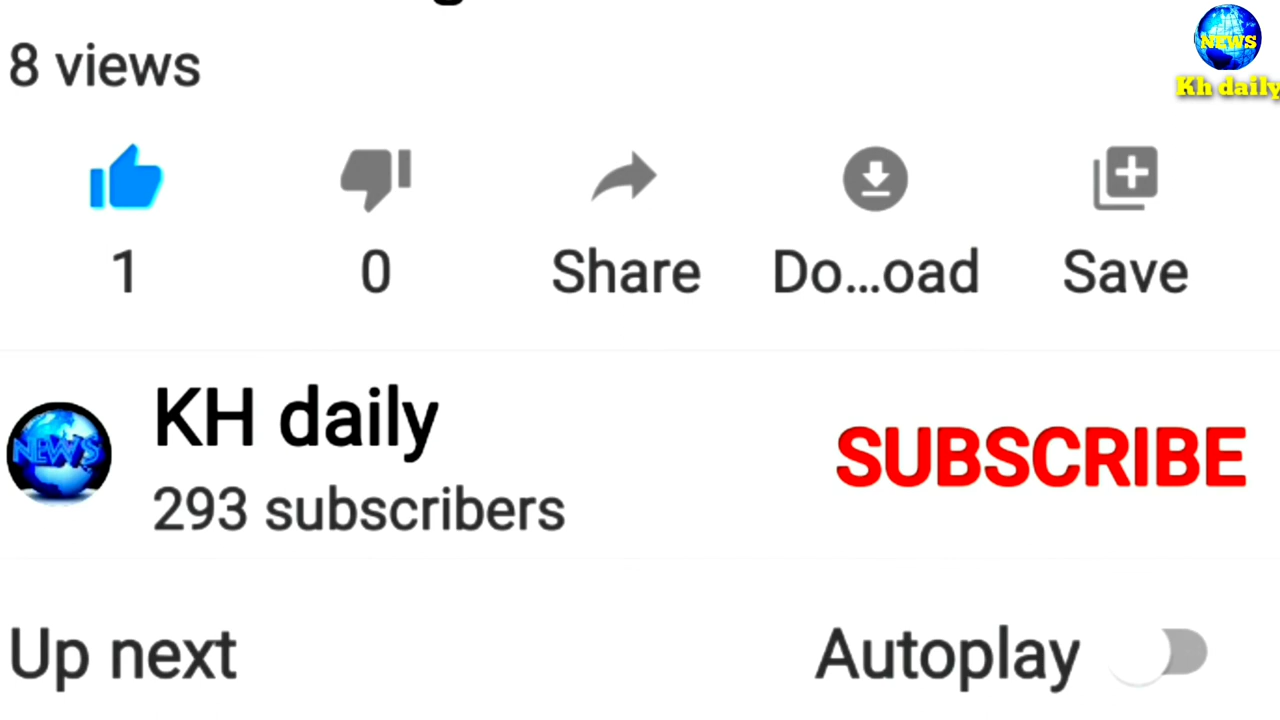 8 views
NEWS
Kh daily
1
0
Share
Do...oad
Save
KH daily
NEWS
293 subscribers
SUBSCRIBE
Up next
Autoplay